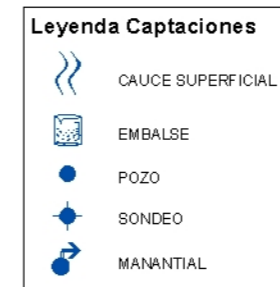 Leyenda Captaciones
CAUCE SUPERFICIAL
EMBALSE
POZO
SONDEO
MANANTIAL